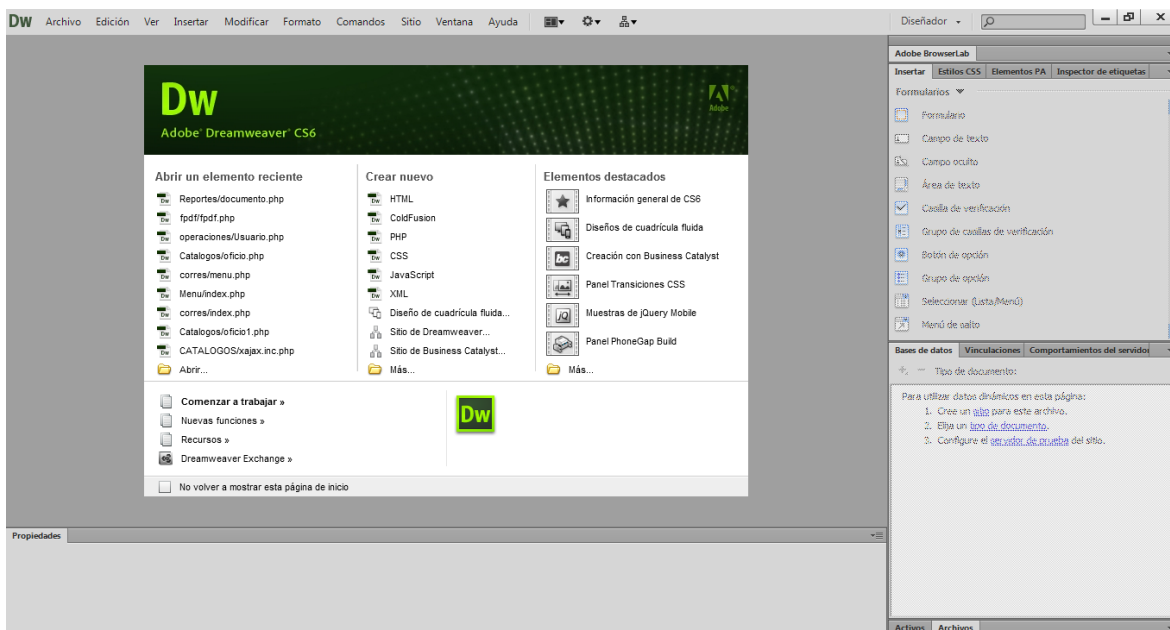 DW Archivo Edición Ver Insertar Modificar Formato Comandos Sitio Ventana Ayuda Diseñador
Dw
Adobe® Dreamweaver® CS6
Adobe
Abrir un elemento reciente
Reportes/documento.php
fpdf/fpdf.php
operaciones/Usuario.php
Catalogos/oficio.php
corres/menu.php
Menu/index.php
corres/index.php
Catalogos/oficio1.php
CATALOGOS/xajax.inc.php
Abrir...
Crear nuevo
HTML
ColdFusion
PHP
CSS
JavaScript
XML
Diseño de cuadrícula fluida...
Sitio de Dreamweaver...
Sitio de Business Catalyst...
Más...
Elementos destacados
Información general de CS6
Diseños de cuadrícula fluida
bc Creación con Business Catalyst
Panel Transiciones CSS
jQ Muestras de jQuery Mobile
Panel PhoneGap Build
Más...
Comenzar a trabajar »
Nuevas funciones »
Recursos »
Dreamweaver Exchange »
Dw
No volver a mostrar esta página de inicio
Propiedades
Adobe BrowserLab
Insertar Estilos CSS Elementos PA Inspector de etiquetas
Formularios
Formulario
Campo de texto
Campo oculto
Área de texto
Casilla de verificación
Grupo de casillas de verificación
Botón de opción
Grupo de opción
Seleccionar (Lista/Menú)
Menú de salto
Bases de datos Vinculaciones Comportamientos del servidor
Tipo de documento:
Para utilizar datos dinámicos en esta página:
1. Cree un sitio para este archivo.
2. Elija un tipo de documento.
3. Configure el servidor de prueba del sitio.
Activos Archivos